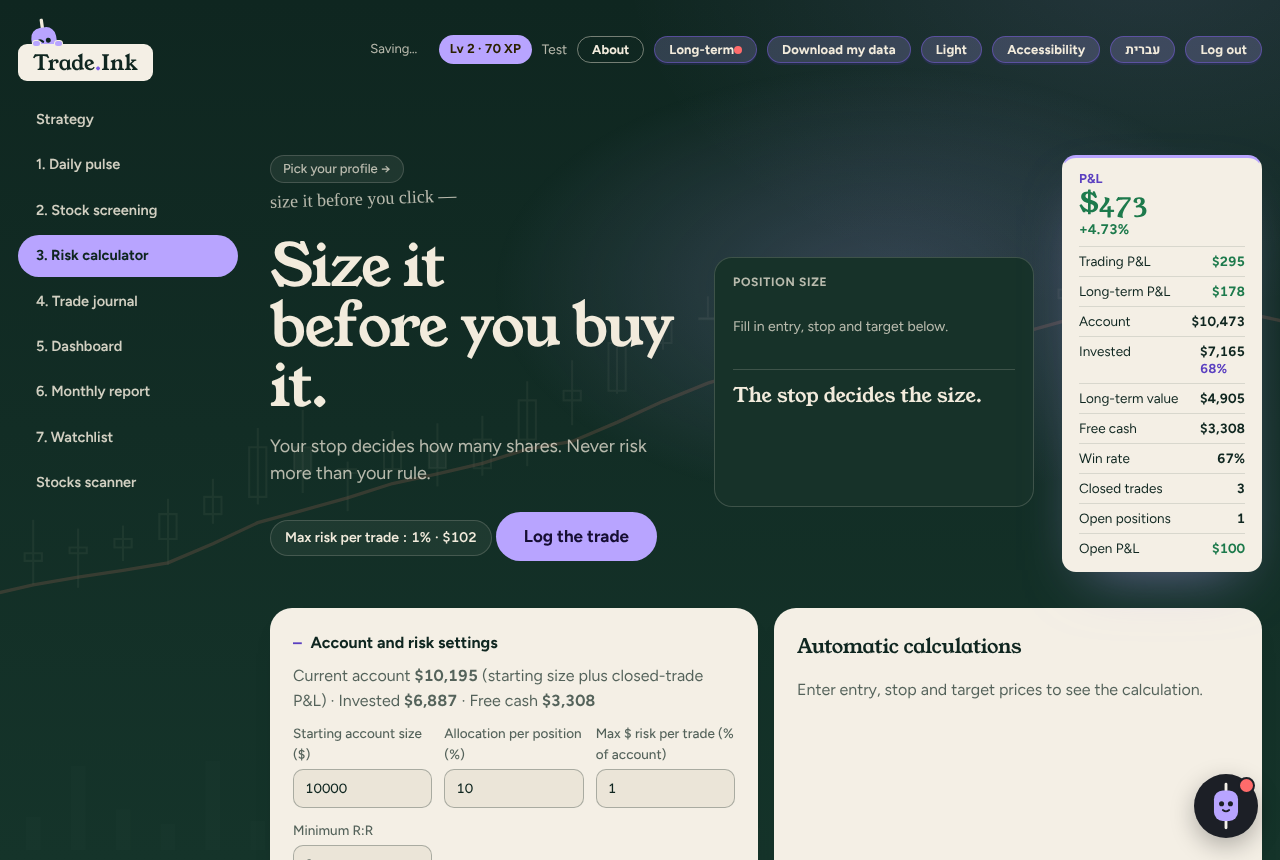 Trade.Ink
Saving...
Lv 2 · 70 XP
Test
About
Long-term
Download my data
Light
Accessibility
עברית
Log out
Strategy
1. Daily pulse
2. Stock screening
3. Risk calculator
4. Trade journal
5. Dashboard
6. Monthly report
7. Watchlist
Stocks scanner
Pick your profile →
size it before you click —
Size it
before you buy
it.
Your stop decides how many shares. Never risk
more than your rule.
Max risk per trade : 1% · $102
Log the trade
POSITION SIZE
Fill in entry, stop and target below.
The stop decides the size.
P&L
$473
+4.73%
Trading P&L $295
Long-term P&L $178
Account $10,473
Invested $7,165
68%
Long-term value $4,905
Free cash $3,308
Win rate 67%
Closed trades 3
Open positions 1
Open P&L $100
– Account and risk settings
Current account $10,195 (starting size plus closed-trade
P&L) · Invested $6,887 · Free cash $3,308
Starting account size
($)
10000
Allocation per position
(%)
10
Max $ risk per trade (%
of account)
1
Minimum R:R
Automatic calculations
Enter entry, stop and target prices to see the calculation.